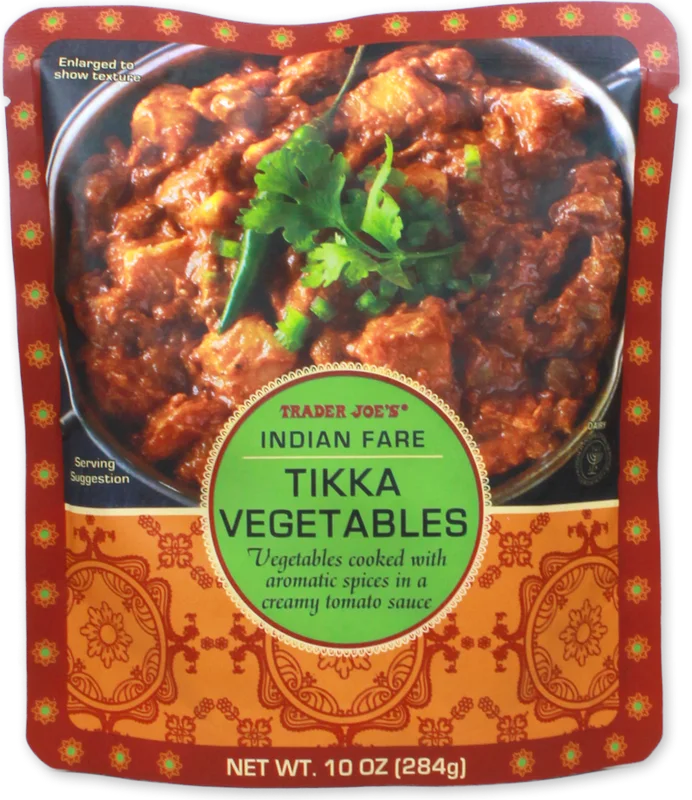 Enlarged to
show texture
TRADER JOE'S®
INDIAN FARE
TIKKA
VEGETABLES
Vegetables cooked with
aromatic spices in a
creamy tomato sauce
Serving
Suggestion
DAIRY
NET WT. 10 OZ (284g)